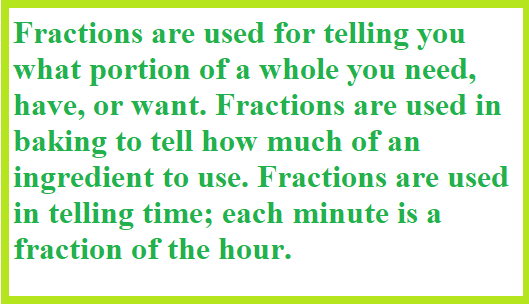 Fractions are used for telling you
what portion of a whole you need,
have, or want. Fractions are used in
baking to tell how much of an
ingredient to use. Fractions are used
in telling time; each minute is a
fraction of the hour.